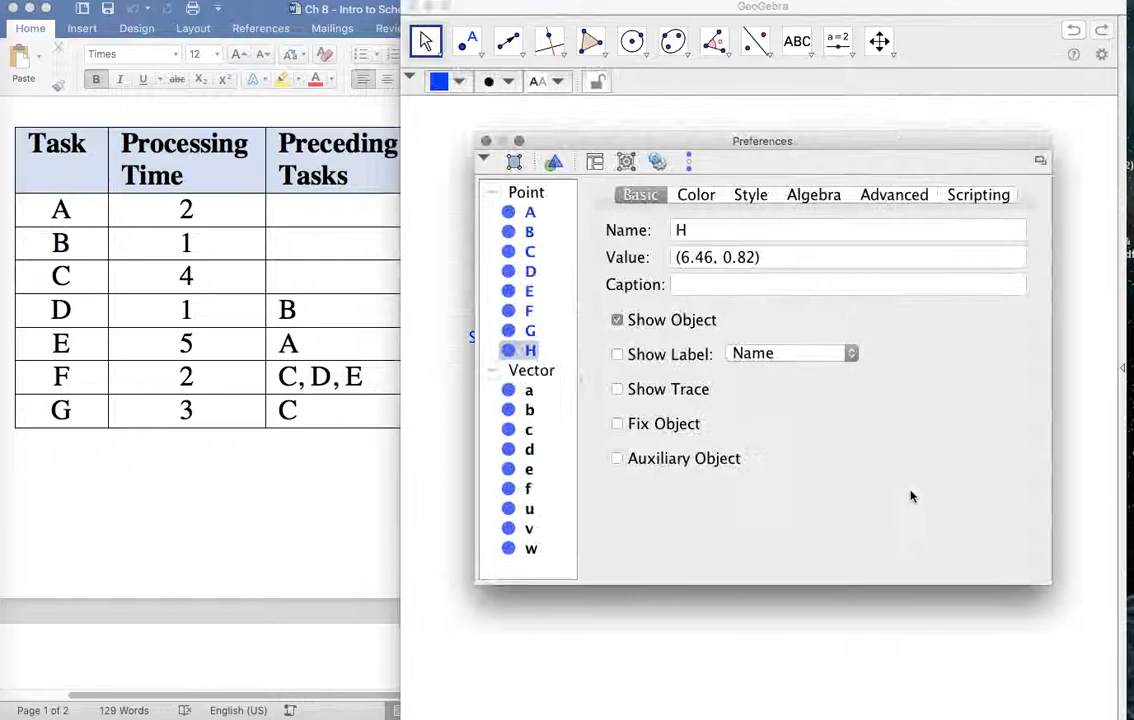 Ch 8 - Intro to Sch
GeoGebra
Home Insert Design Layout References Mailings Revi
Times 12
Paste
ABC
a=2
AA
Task Processing Time Preceding Tasks
A 2
B 1
C 4
D 1 B
E 5 A
F 2 C, D, E
G 3 C
Preferences
Point
A
B
C
D
E
F
G
H
Vector
a
b
c
d
e
f
u
v
w
Basic Color Style Algebra Advanced Scripting
Name: H
Value: (6.46, 0.82)
Caption:
Show Object
Show Label: Name
Show Trace
Fix Object
Auxiliary Object
Page 1 of 2 129 Words English (US)